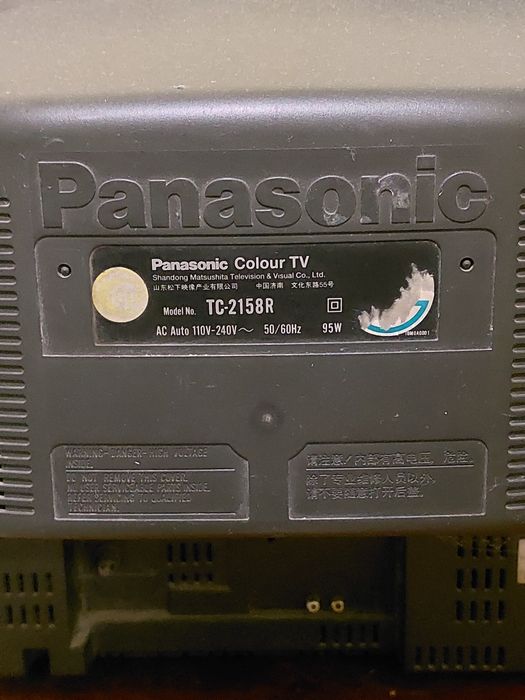 Panasonic
Panasonic Colour TV
Shandong Matsushita Television & Visual Co., Ltd.
山东松下映像产业有限公司 中国济南 文化东路55号
Model No. TC-2158R
AC Auto 110V-240V～ 50/60Hz 95W
WARNING-DANGER-HIGH VOLTAGE
INSIDE.
DO NOT REMOVE THIS COVER.
NO USER SERVICEABLE PARTS INSIDE.
REFER SERVICING TO QUALIFIED
TECHNICIAN.
请注意/内部有高电压，危险。
除了专业维修人员以外，
请不要随意打开后盖。